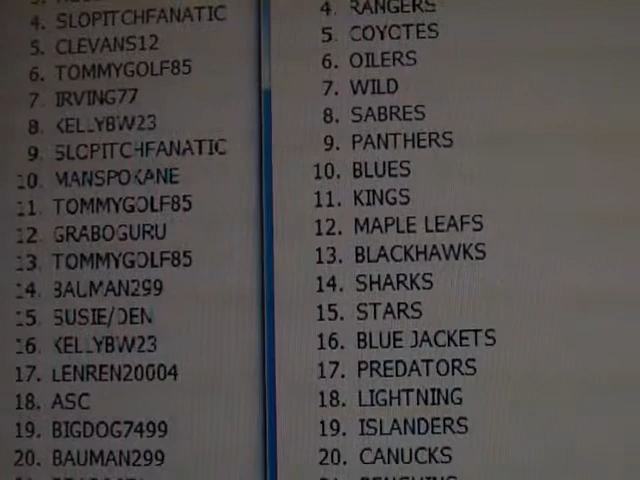 4. SLOPITCHFANATIC
5. CLEVANS12
6. TOMMYGOLF85
7. IRVING77
8. KELLYBW23
9. SLOPITCHFANATIC
10. MANSPOKANE
11. TOMMYGOLF85
12. GRABOGURU
13. TOMMYGOLF85
14. BAUMAN299
15. SUSIE/DEN
16. KELLYBW23
17. LENREN20004
18. ASC
19. BIGDOG7499
20. BAUMAN299
4. RANGERS
5. COYOTES
6. OILERS
7. WILD
8. SABRES
9. PANTHERS
10. BLUES
11. KINGS
12. MAPLE LEAFS
13. BLACKHAWKS
14. SHARKS
15. STARS
16. BLUE JACKETS
17. PREDATORS
18. LIGHTNING
19. ISLANDERS
20. CANUCKS